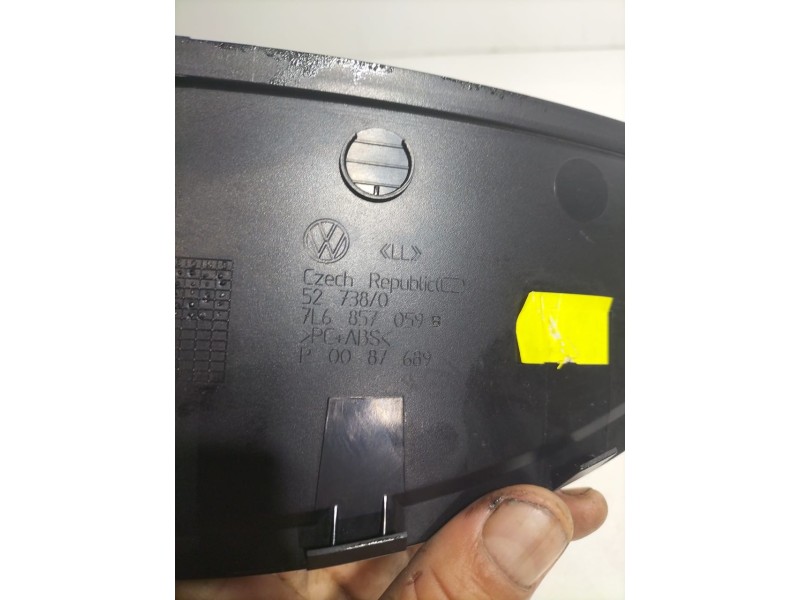 «LL»
Czech Republic
52 738/0
7L6 857 059 B
>PC+ABS<
P 00 87 689